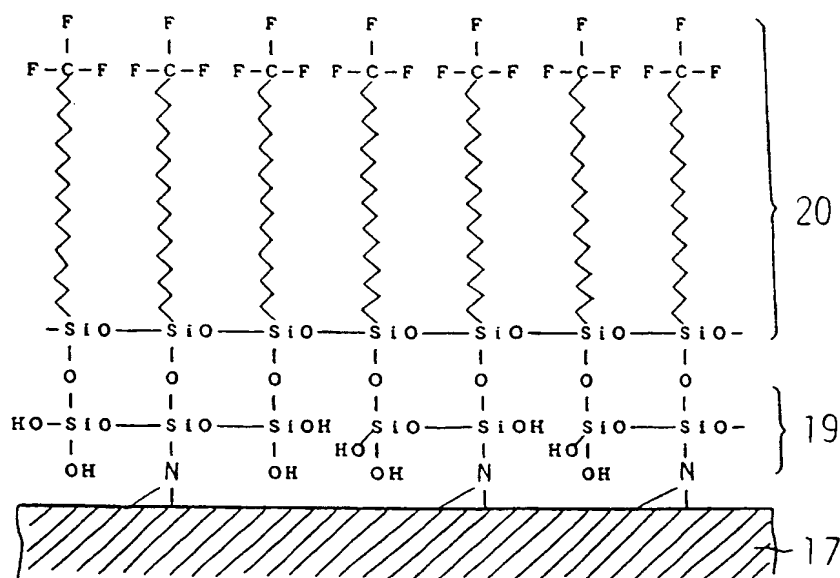 F F F F F F F
F-C-F F-C-F F-C-F F-C-F F-C-F F-C-F F-C-F
20
-SiO—SiO—SiO—SiO—SiO—SiO—SiO-
O O O O O O O
HO-SiO—SiO—SiOH SiO—SiOH SiO—SiO-
19
HO HO
OH N OH OH N OH N
17